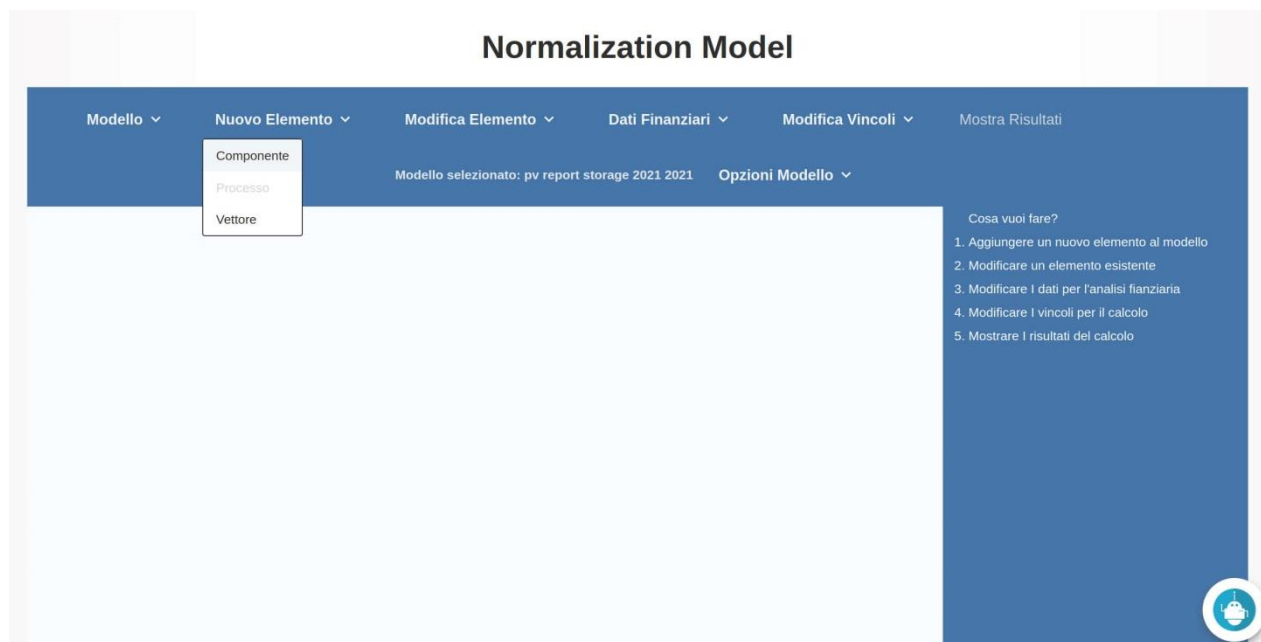 Normalization Model
Modello Nuovo Elemento Modifica Elemento Dati Finanziari Modifica Vincoli Mostra Risultati
Componente
Processo
Vettore
Modello selezionato: pv report storage 2021 2021 Opzioni Modello
Cosa vuoi fare?
1. Aggiungere un nuovo elemento al modello
2. Modificare un elemento esistente
3. Modificare I dati per l'analisi fianziaria
4. Modificare I vincoli per il calcolo
5. Mostrare I risultati del calcolo